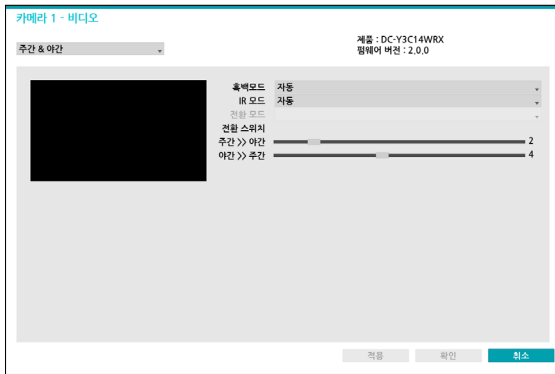 카메라 1 - 비디오
주간 & 야간
제품 : DC-Y3C14WRX
펌웨어 버전 : 2.0.0
흑백모드 자동
IR 모드 자동
전환 모드
전환 스위치
주간 >> 야간 2
야간 >> 주간 4
적용 확인 취소